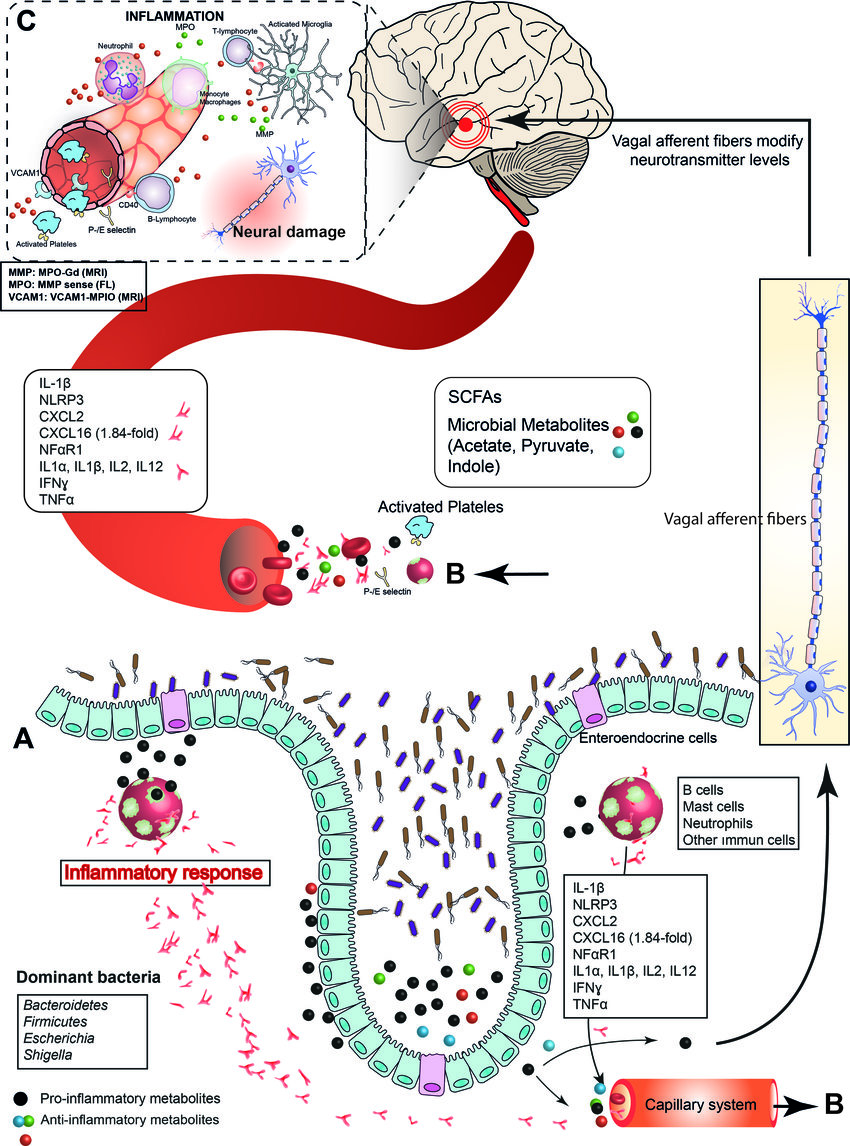 C
INFLAMMATION
MPO
Neutrophil
T-lymphocyte
Acticated Microglia
Monocyte
Macrophages
MMP
VCAM1
CD40
B-Lymphocyte
P-/E selectin
Activated Plateles
Neural damage
MMP: MPO-Gd (MRI)
MPO: MMP sense (FL)
VCAM1: VCAM1-MPIO (MRI)
Vagal afferent fibers modify
neurotransmitter levels
IL-1β
NLRP3
CXCL2
CXCL16 (1.84-fold)
NFαR1
IL1α, IL1β, IL2, IL12
IFNɣ
TNFα
SCFAs
Microbial Metabolites
(Acetate, Pyruvate,
Indole)
Activated Plateles
P-/E selectin
B
Vagal afferent fibers
A
Enteroendocrine cells
B cells
Mast cells
Neutrophils
Other ımmun cells
Inflammatory response
IL-1β
NLRP3
CXCL2
CXCL16 (1.84-fold)
NFαR1
IL1α, IL1β, IL2, IL12
IFNɣ
TNFα
Dominant bacteria
Bacteroidetes
Firmicutes
Escherichia
Shigella
Pro-inflammatory metabolites
Anti-inflammatory metabolites
Capillary system
B